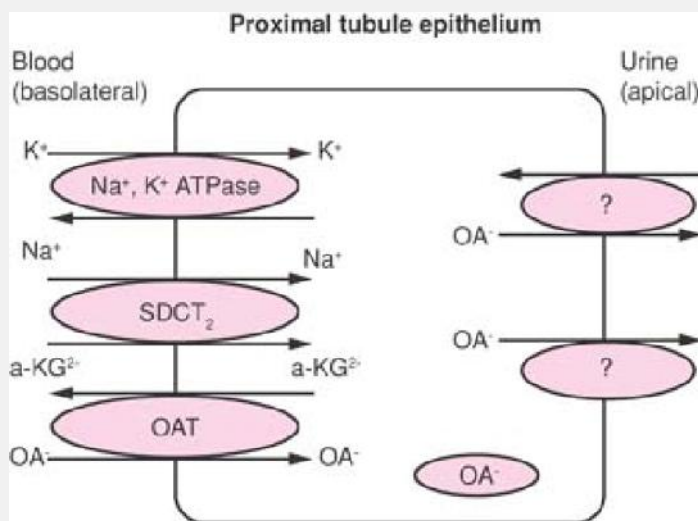 Proximal tubule epithelium
Blood
(basolateral)
Urine
(apical)
K⁺
K⁺
Na⁺, K⁺ ATPase
?
OA⁻
Na⁺
Na⁺
SDCT₂
OA⁻
a-KG²⁻
a-KG²⁻
?
OAT
OA⁻
OA⁻
OA⁻